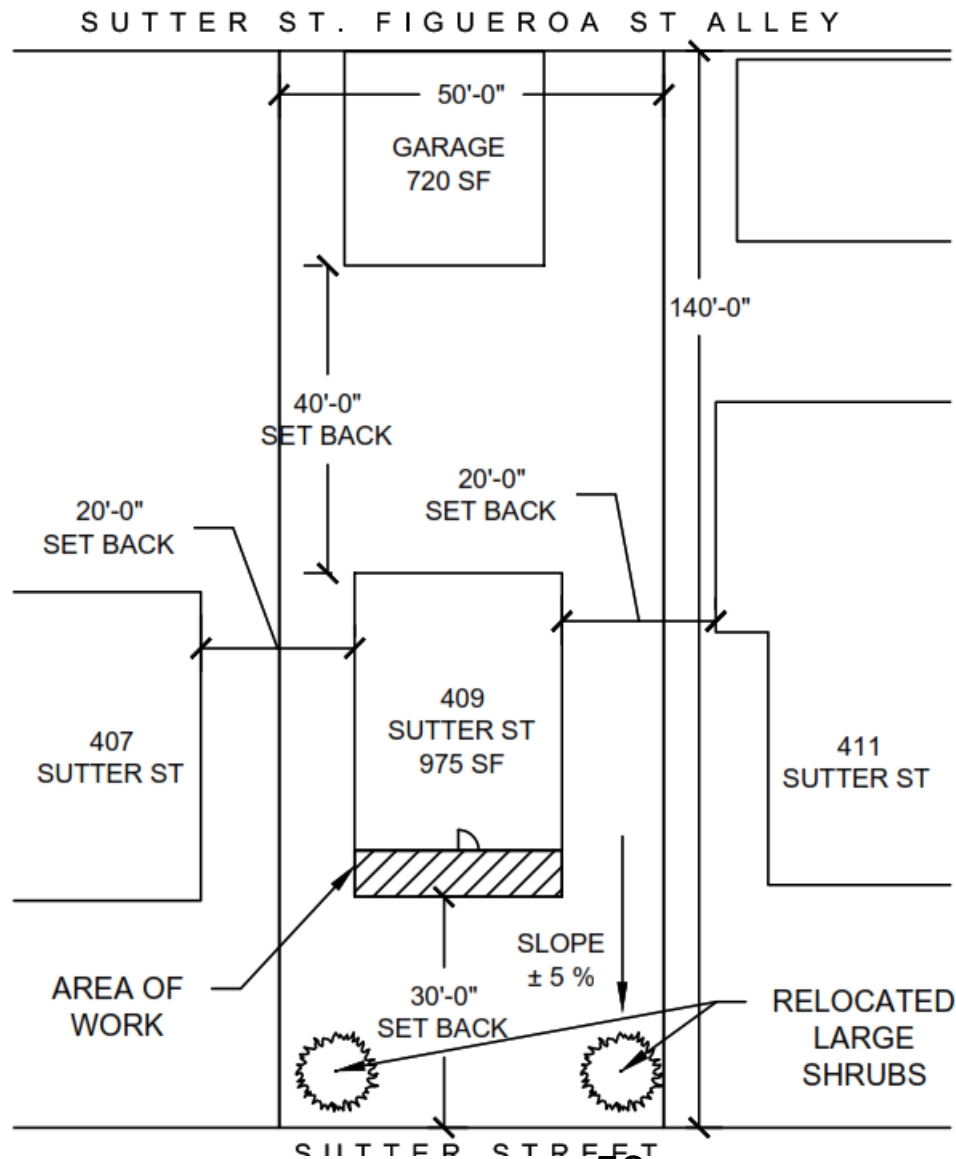 SUTTER ST. FIGUEROA ST ALLEY
50'-0"
GARAGE
720 SF
140'-0"
40'-0"
SET BACK
20'-0"
SET BACK
20'-0"
SET BACK
409
SUTTER ST
975 SF
407
SUTTER ST
411
SUTTER ST
SLOPE
± 5 %
AREA OF
WORK
30'-0"
SET BACK
RELOCATED
LARGE
SHRUBS
SUTTER STREET